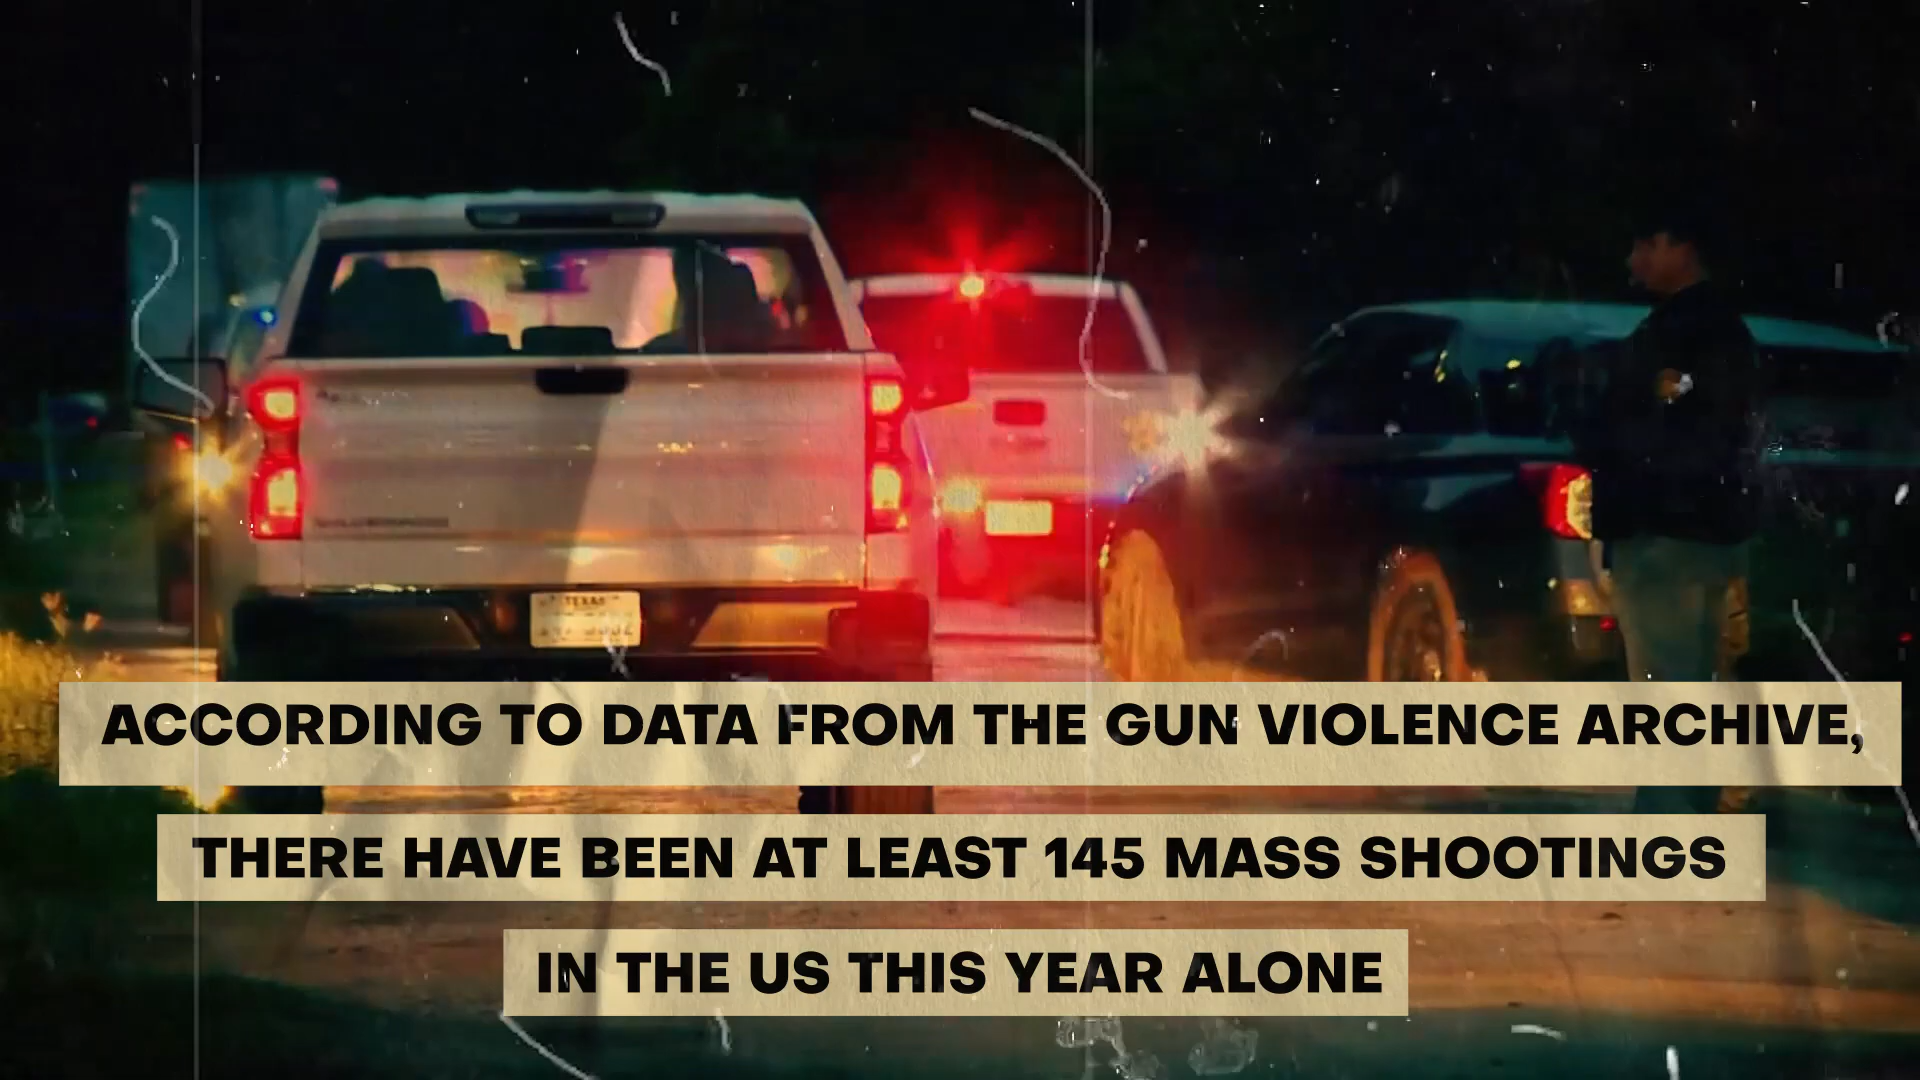 TEXAS
ACCORDING TO DATA FROM THE GUN VIOLENCE ARCHIVE,
THERE HAVE BEEN AT LEAST 145 MASS SHOOTINGS
IN THE US THIS YEAR ALONE